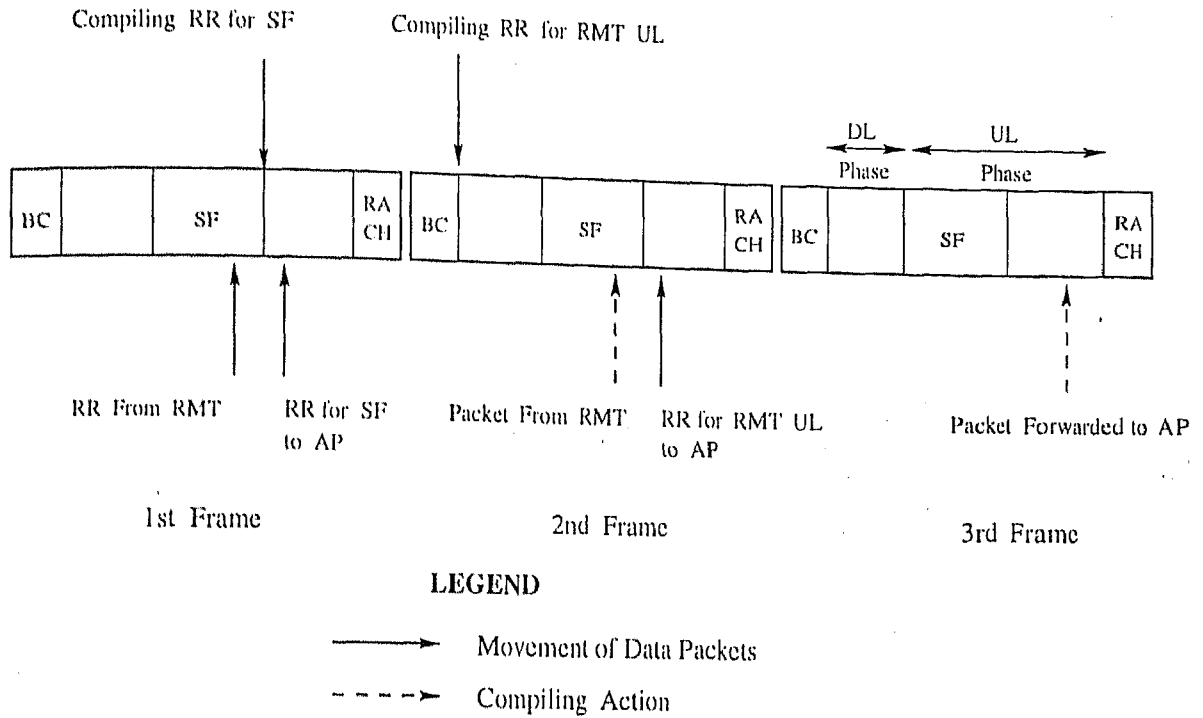 Compiling RR for SF
Compiling RR for RMT UL
DL
UL
Phase
Phase
BC
SF
RA
CH
BC
SF
RA
CH
BC
SF
RA
CH
RR From RMT
RR for SF
to AP
Packet From RMT
RR for RMT UL
to AP
Packet Forwarded to AP
1st Frame
2nd Frame
3rd Frame
LEGEND
Movement of Data Packets
Compiling Action